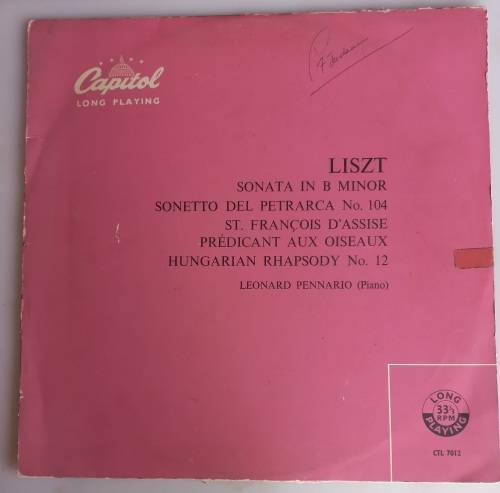 Capitol
LONG PLAYING
LISZT
SONATA IN B MINOR
SONETTO DEL PETRARCA No. 104
ST. FRANÇOIS D'ASSISE
PRÉDICANT AUX OISEAUX
HUNGARIAN RHAPSODY No. 12
LEONARD PENNARIO (Piano)
LONG
33⅓
RPM
PLAYING
CTL 7012